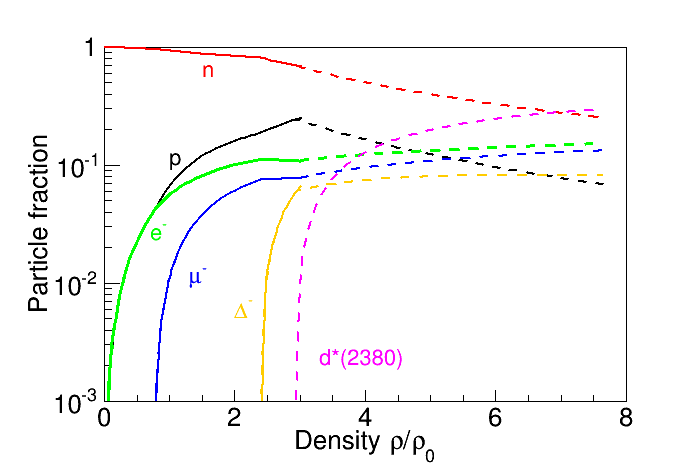 1
n
p
10⁻¹
e⁻
Particle fraction
μ⁻
10⁻²
Δ⁻
d*(2380)
10⁻³
0 2 4 6 8
Density ρ/ρ₀